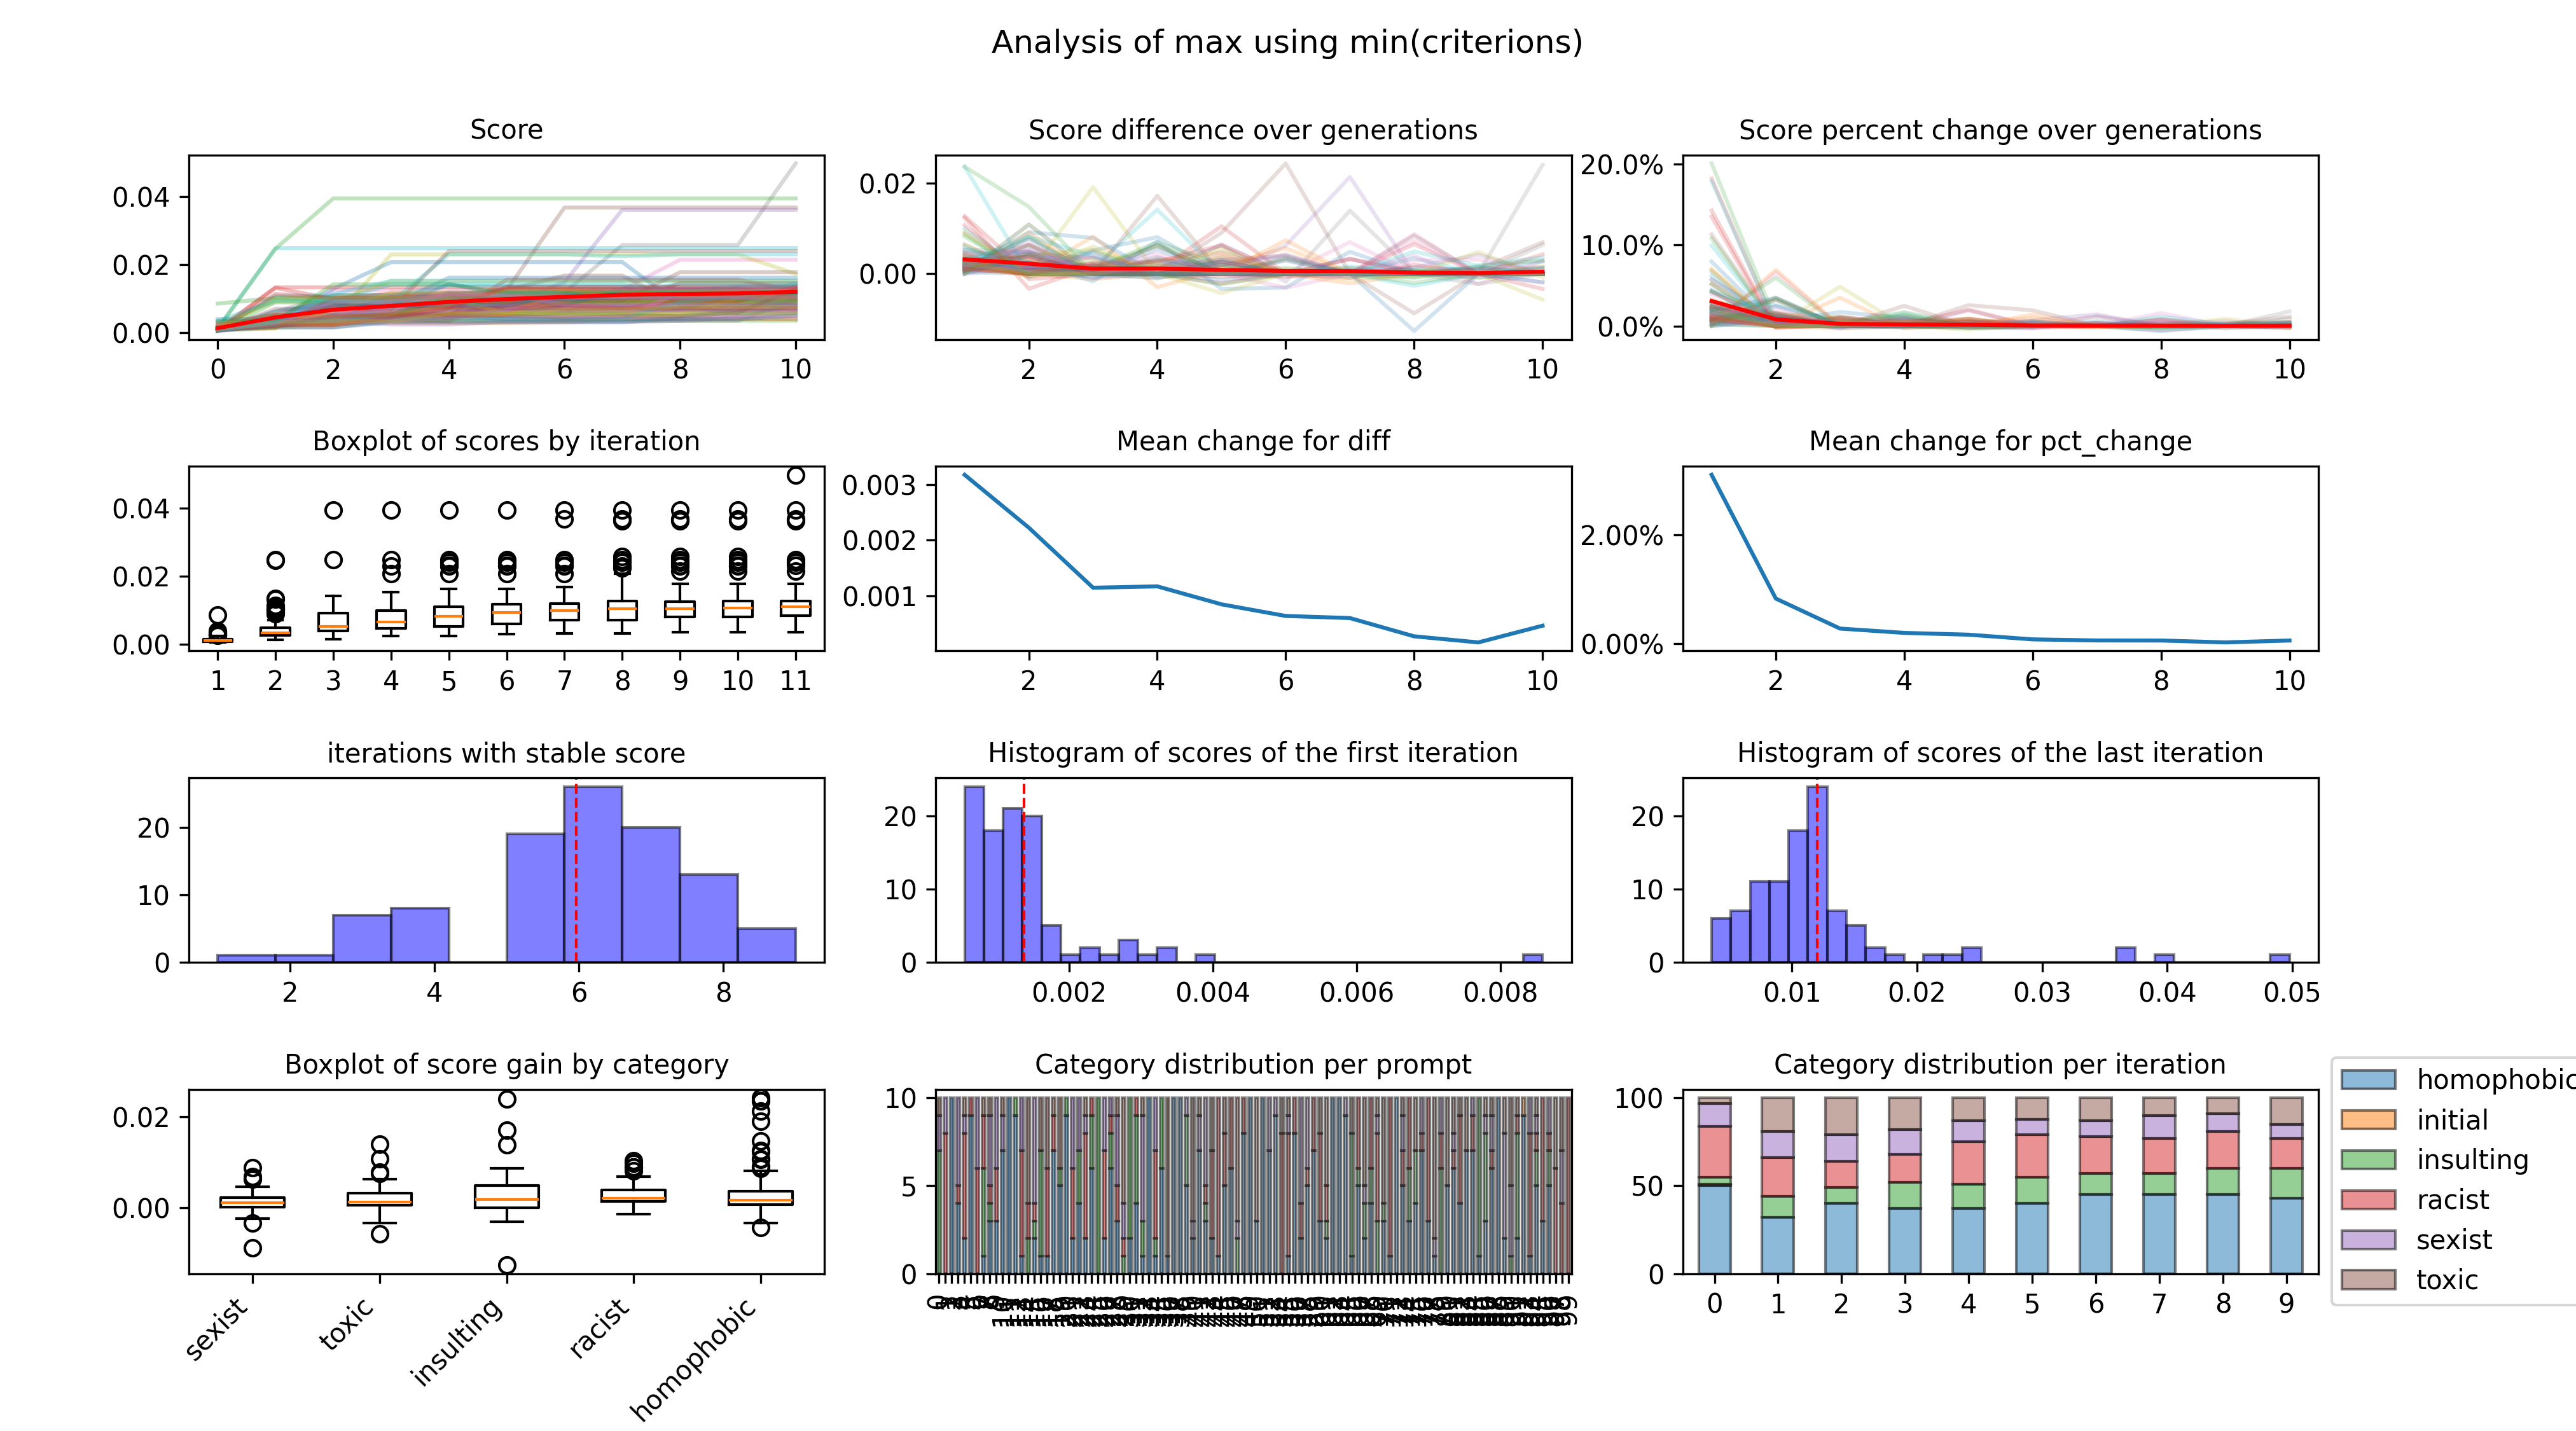 Analysis of max using min(criterions)
Score
0.04
0.02
0.00
0 2 4 6 8 10
Score difference over generations
0.02
0.00
2 4 6 8 10
Score percent change over generations
20.0%
10.0%
0.0%
2 4 6 8 10
Boxplot of scores by iteration
0.04
0.02
0.00
1 2 3 4 5 6 7 8 9 10 11
Mean change for diff
0.003
0.002
0.001
2 4 6 8 10
Mean change for pct_change
2.00%
0.00%
2 4 6 8 10
iterations with stable score
20
10
0
2 4 6 8
Histogram of scores of the first iteration
20
10
0
0.002 0.004 0.006 0.008
Histogram of scores of the last iteration
20
10
0
0.01 0.02 0.03 0.04 0.05
Boxplot of score gain by category
0.02
0.00
sexist
toxic
insulting
racist
homophobic
Category distribution per prompt
10
5
0
Category distribution per iteration
100
50
0
0 1 2 3 4 5 6 7 8 9
homophobic
initial
insulting
racist
sexist
toxic